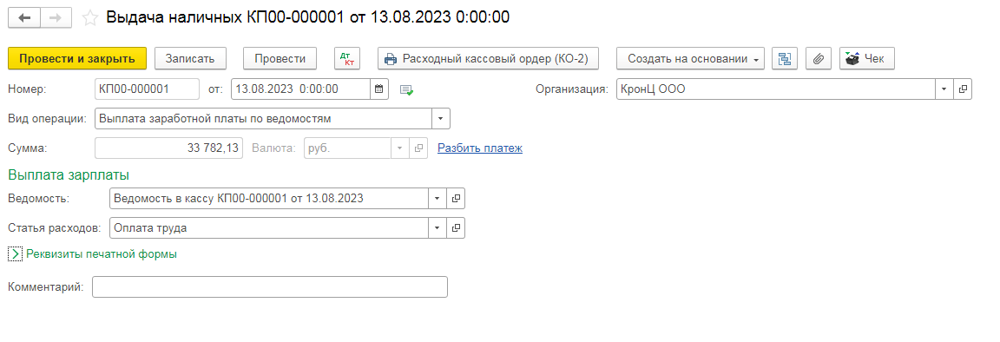 Выдача наличных КП00-000001 от 13.08.2023 0:00:00
Провести и закрыть Записать Провести Дт Кт Расходный кассовый ордер (КО-2) Создать на основании Чек
Номер: КП00-000001 от: 13.08.2023 0:00:00 Организация: КронЦ ООО
Вид операции: Выплата заработной платы по ведомостям
Сумма: 33 782,13 Валюта: руб. Разбить платеж
Выплата зарплаты
Ведомость: Ведомость в кассу КП00-000001 от 13.08.2023
Статья расходов: Оплата труда
Реквизиты печатной формы
Комментарий: